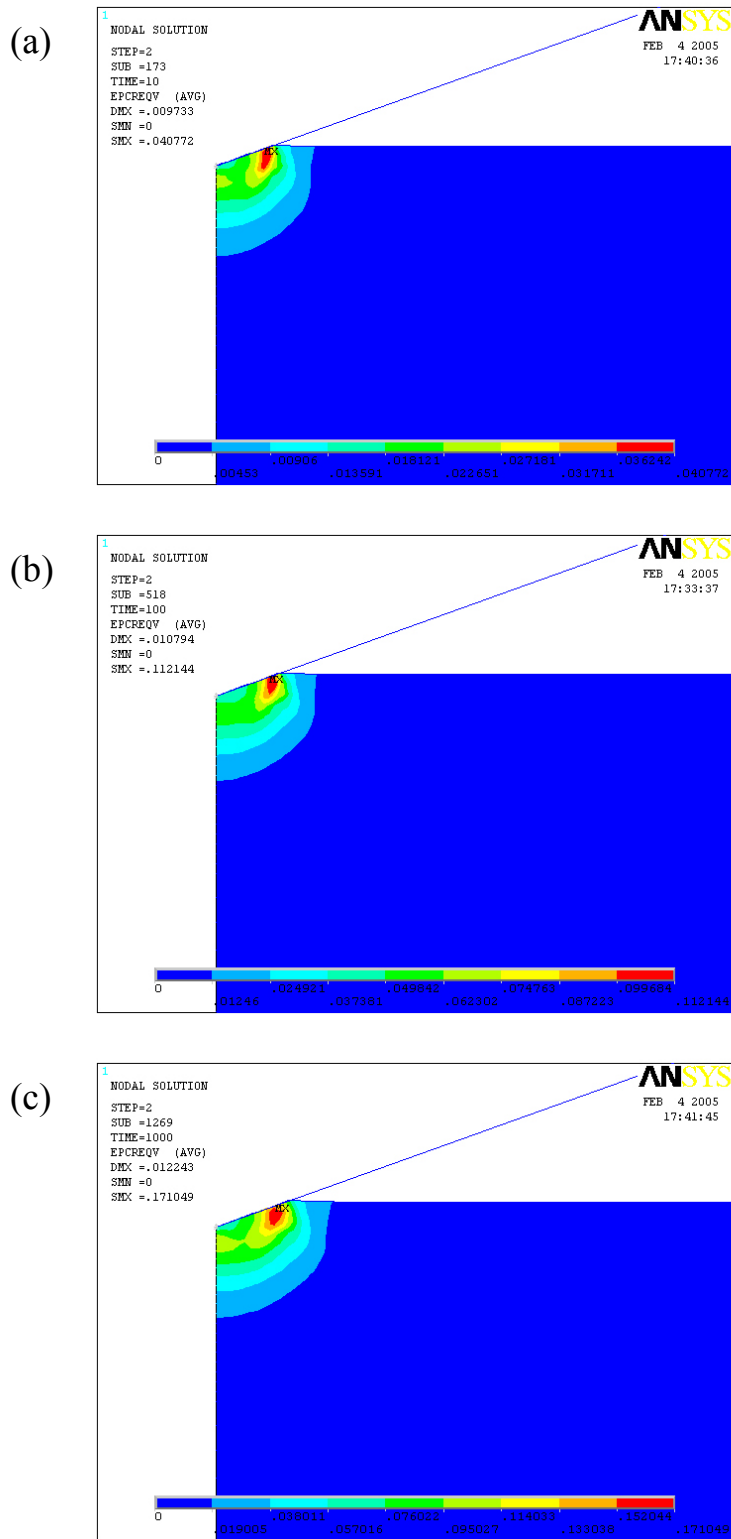 (a)
1
ANSYS
NODAL SOLUTION
FEB 4 2005
17:40:36
STEP=2
SUB =173
TIME=10
EPCREQV (AVG)
DMX =.009733
SMN =0
SMX =.040772
MX
0 .00906 .018121 .027181 .036242
.00453 .013591 .022651 .031711 .040772
(b)
1
ANSYS
NODAL SOLUTION
FEB 4 2005
17:33:37
STEP=2
SUB =518
TIME=100
EPCREQV (AVG)
DMX =.010794
SMN =0
SMX =.112144
MX
0 .024921 .049842 .074763 .099684
.01246 .037381 .062302 .087223 .112144
(c)
1
ANSYS
NODAL SOLUTION
FEB 4 2005
17:41:45
STEP=2
SUB =1269
TIME=1000
EPCREQV (AVG)
DMX =.012243
SMN =0
SMX =.171049
MX
0 .038011 .076022 .114033 .152044
.019005 .057016 .095027 .133038 .171049